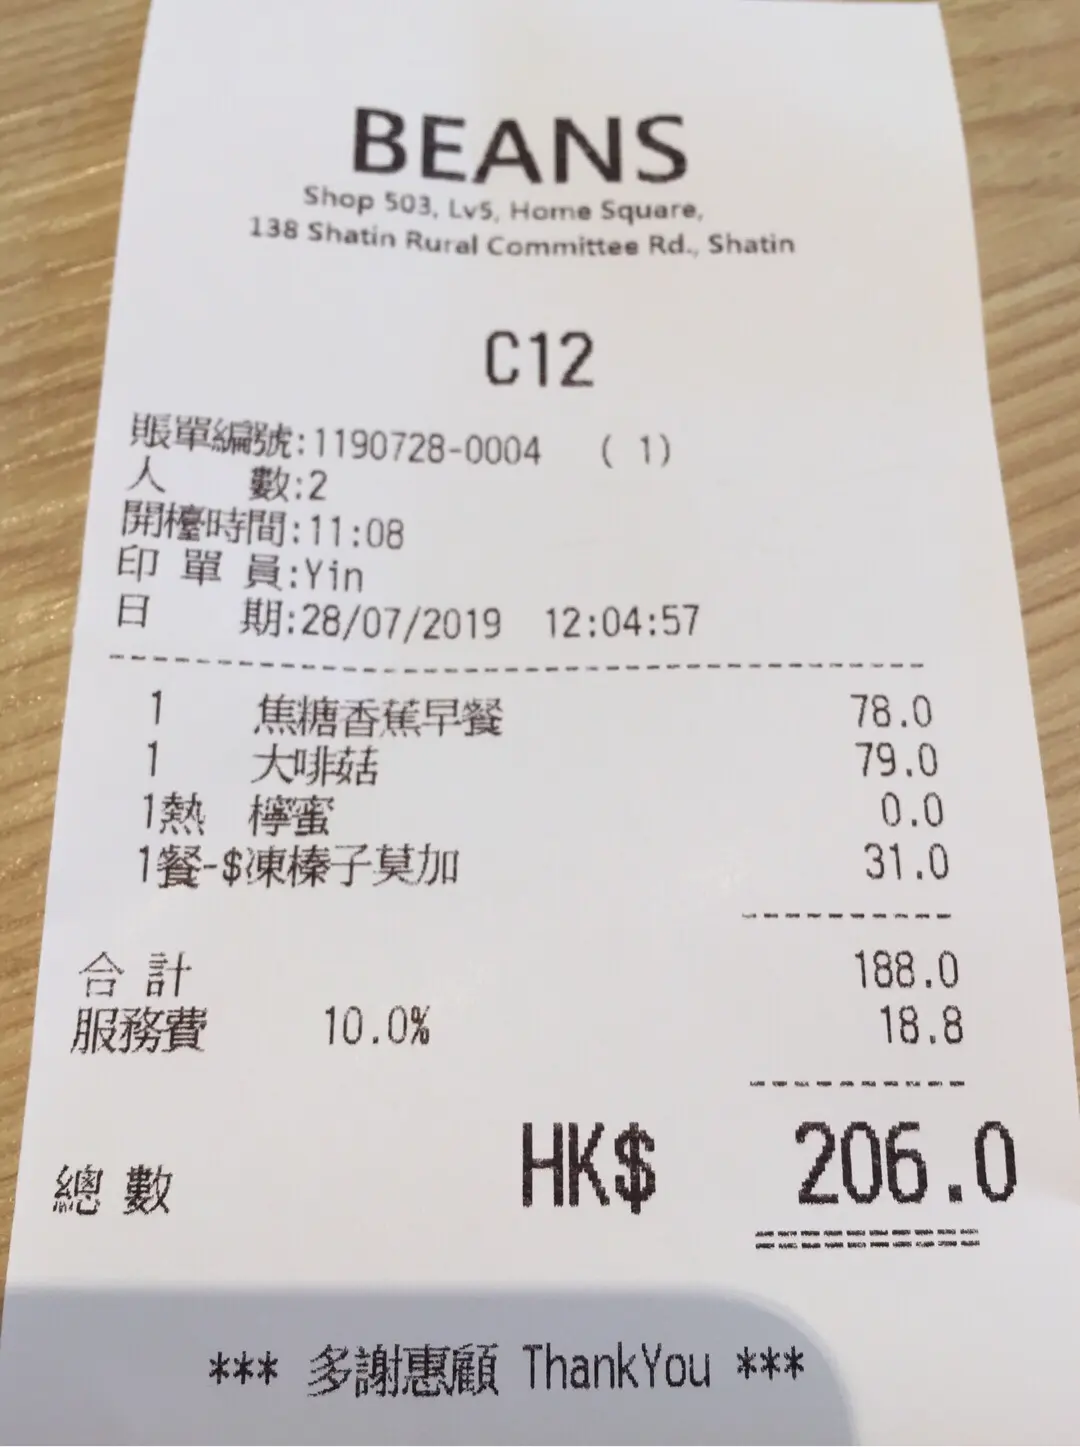 BEANS
Shop 503, Lv5, Home Square,
138 Shatin Rural Committee Rd., Shatin
C12
賬單編號:1190728-0004 ( 1)
人 數:2
開檯時間:11:08
印 單 員:Yin
日 期:28/07/2019 12:04:57
1 焦糖香蕉早餐 78.0
1 大啡菇 79.0
1熱 檸蜜 0.0
1餐-$凍榛子莫加 31.0
合 計 188.0
服務費 10.0% 18.8
總 數 HK$ 206.0
*** 多謝惠顧 ThankYou ***